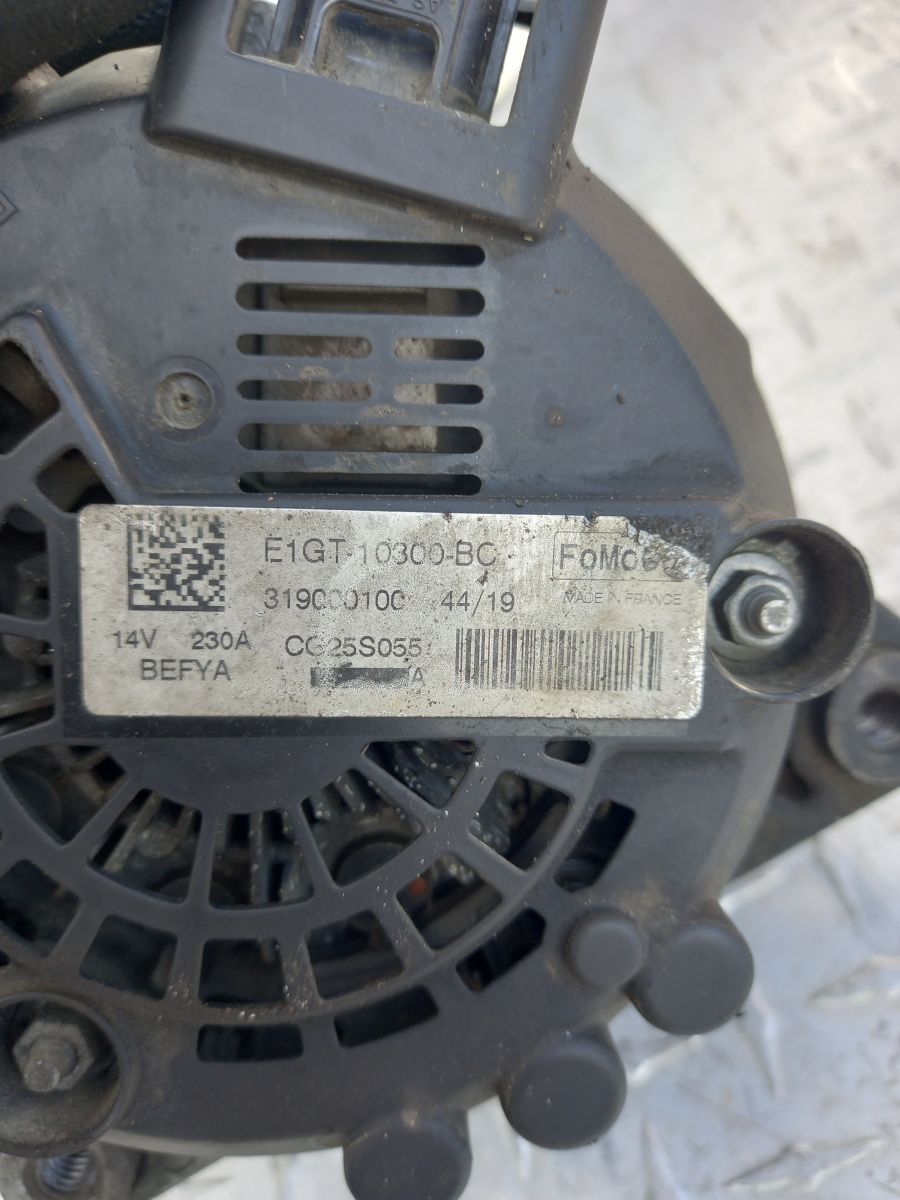 E1GT-10300-BC FoMoCo
319000100 44/19 MADE IN FRANCE
14V 230A CG25S055
BEFYA A